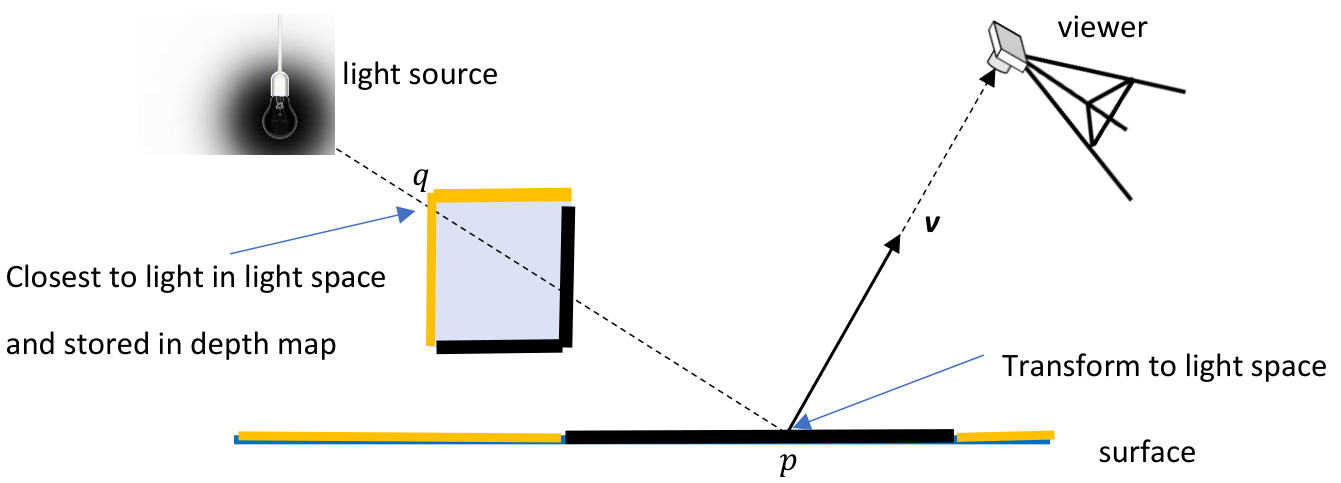 viewer
light source
q
v
Closest to light in light space
and stored in depth map
Transform to light space
surface
p